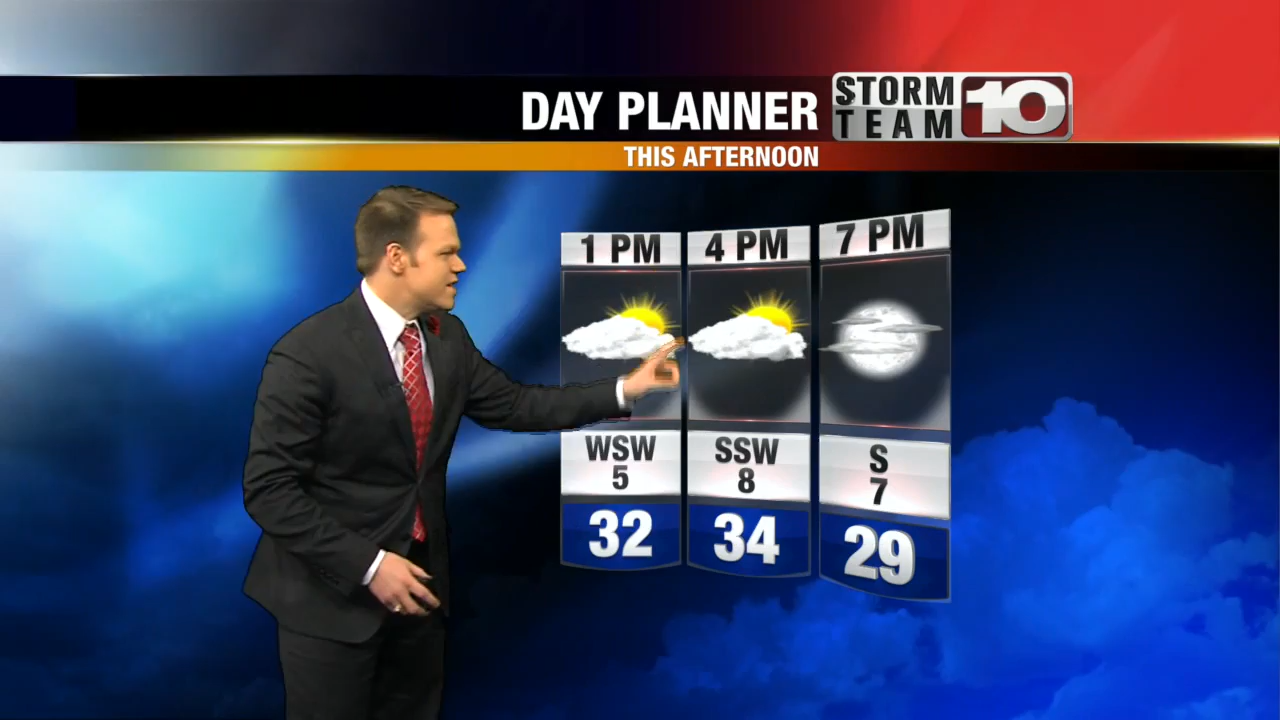 DAY PLANNER
STORM TEAM 10
THIS AFTERNOON
1 PM
4 PM
7 PM
WSW
5
SSW
8
S
7
32
34
29